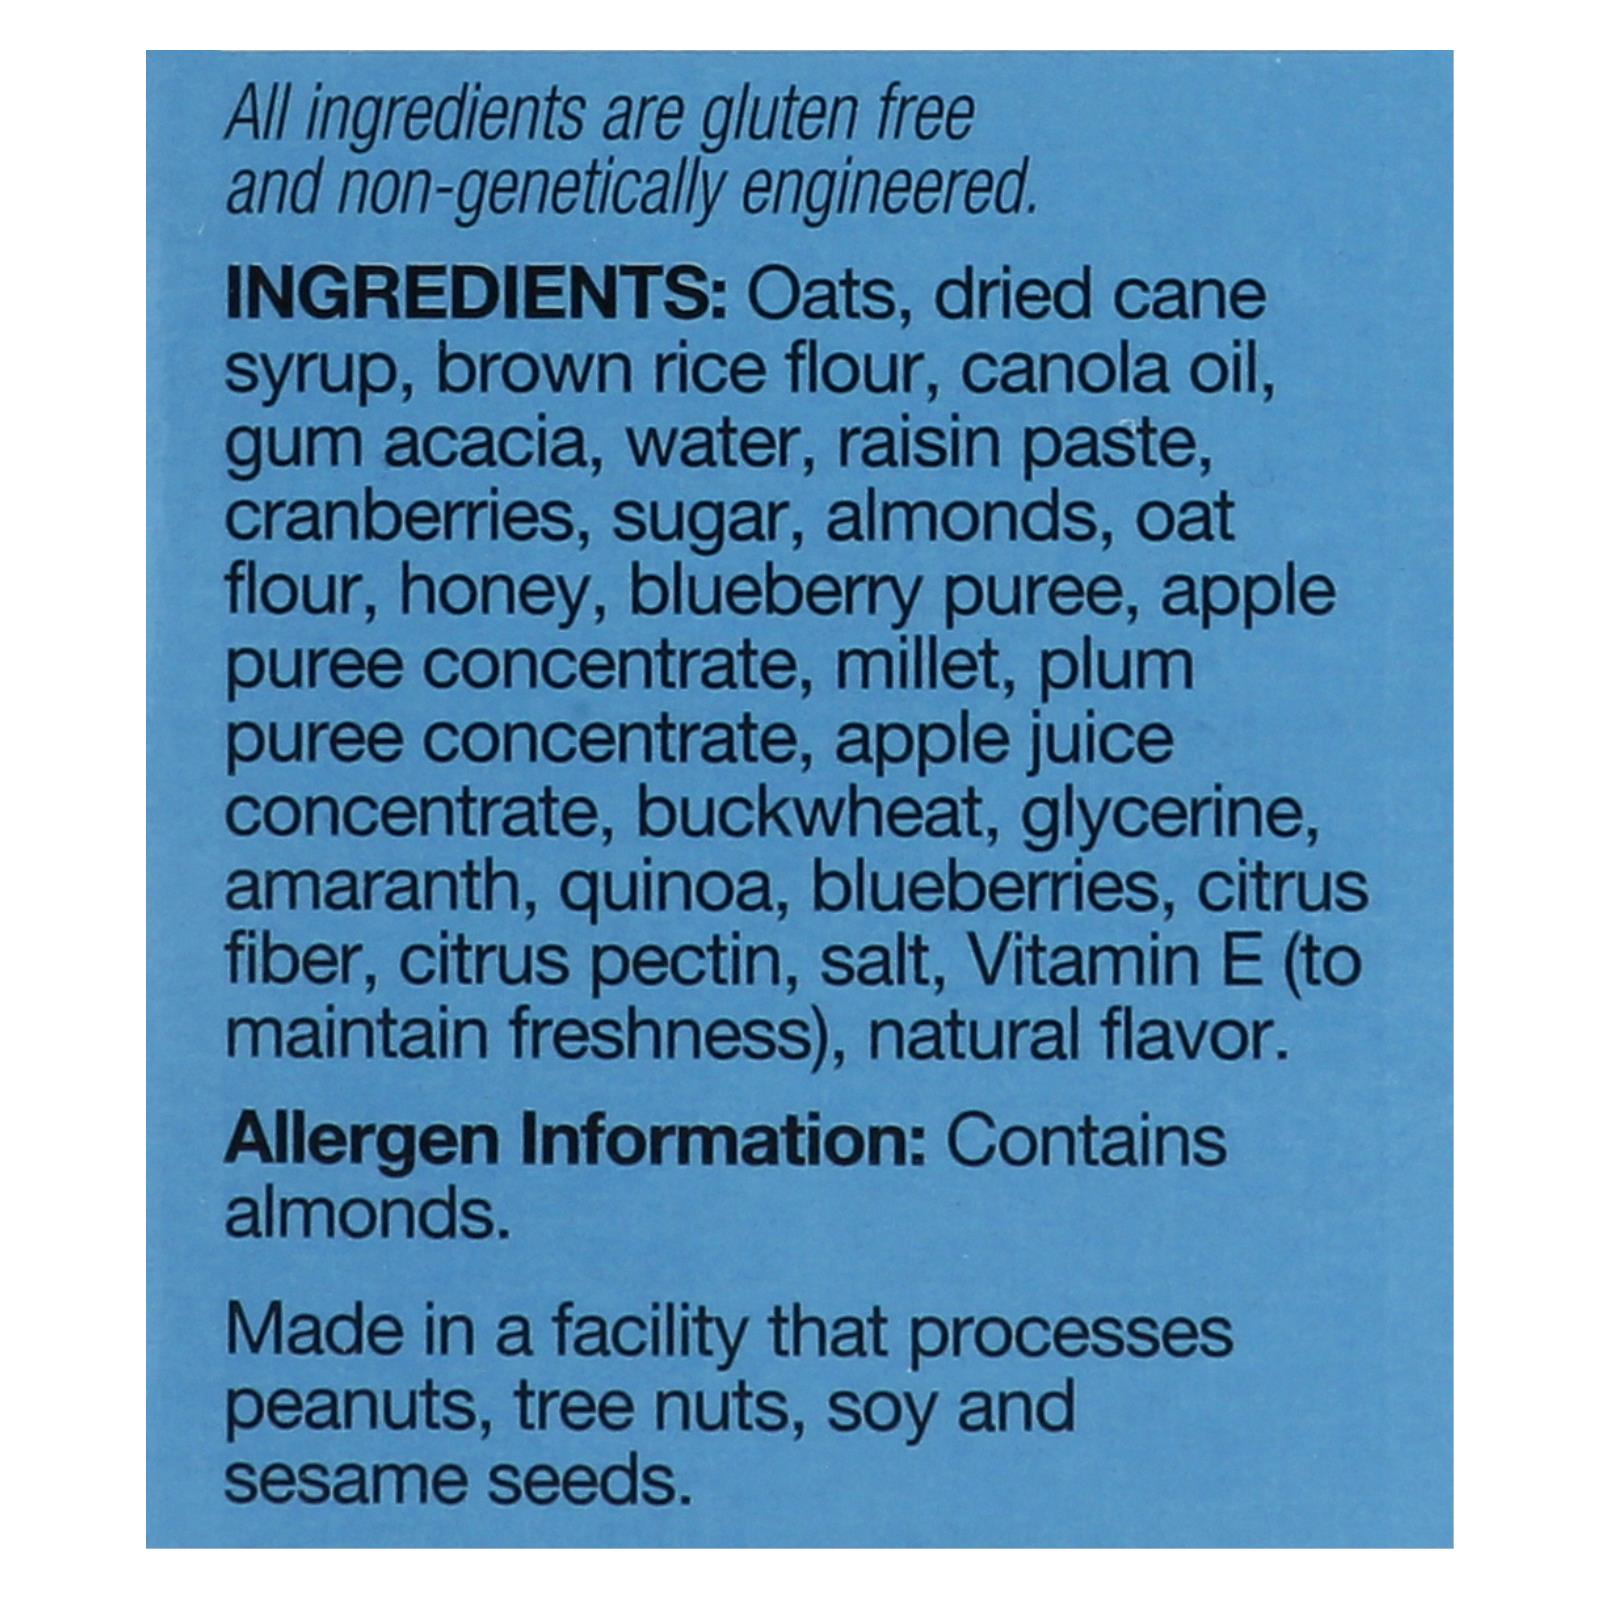 All ingredients are gluten free
and non-genetically engineered.
INGREDIENTS: Oats, dried cane
syrup, brown rice flour, canola oil,
gum acacia, water, raisin paste,
cranberries, sugar, almonds, oat
flour, honey, blueberry puree, apple
puree concentrate, millet, plum
puree concentrate, apple juice
concentrate, buckwheat, glycerine,
amaranth, quinoa, blueberries, citrus
fiber, citrus pectin, salt, Vitamin E (to
maintain freshness), natural flavor.
Allergen Information: Contains
almonds.
Made in a facility that processes
peanuts, tree nuts, soy and
sesame seeds.